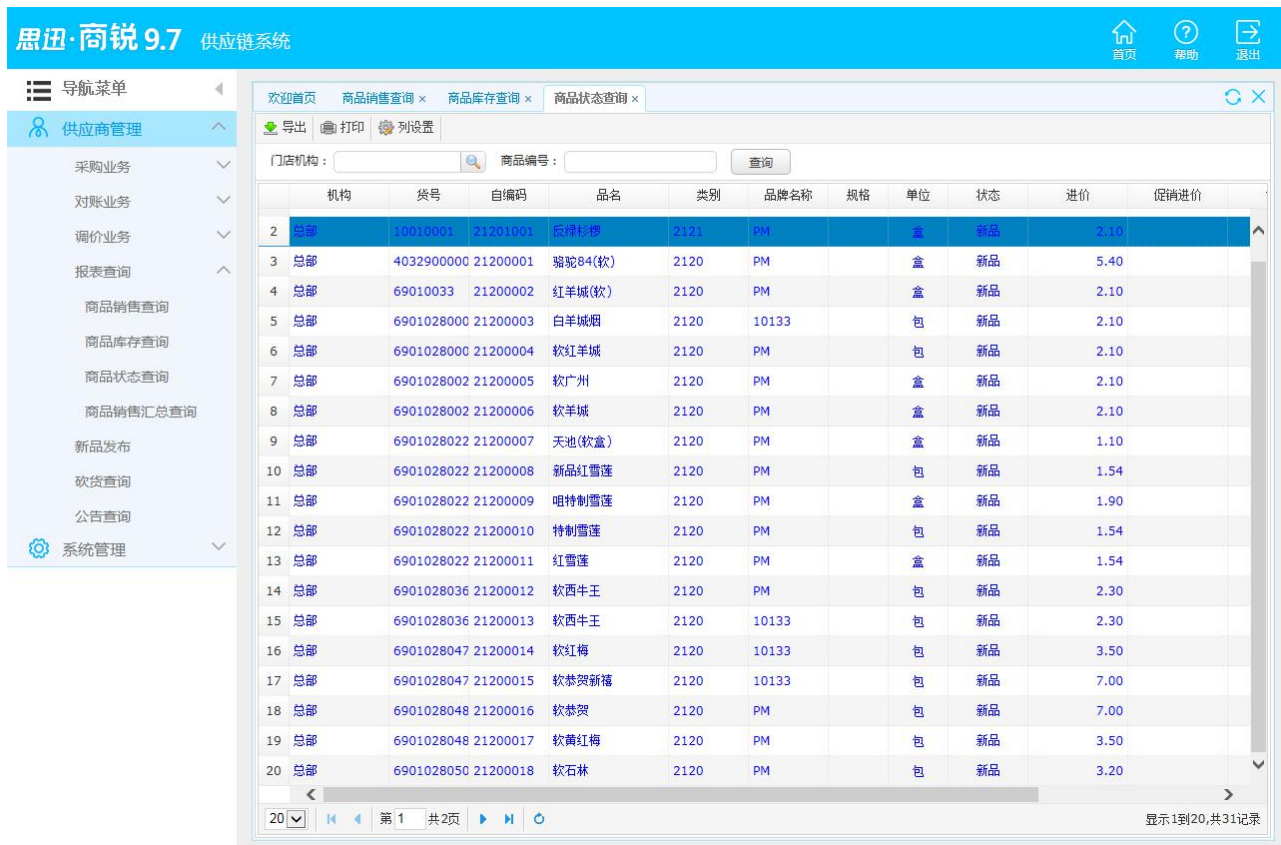 思迅·商锐 9.7 供应链系统
首页 帮助 退出
导航菜单
供应商管理
采购业务
对账业务
调价业务
报表查询
商品销售查询
商品库存查询
商品状态查询
商品销售汇总查询
新品发布
砍货查询
公告查询
系统管理
欢迎首页 商品销售查询 × 商品库存查询 × 商品状态查询 ×
导出 打印 列设置
门店机构： 商品编号： 查询
机构 货号 自编码 品名 类别 品牌名称 规格 单位 状态 进价 促销进价
2 总部 10010001 21201001 反绿杉椤 2121 PM 盒 新品 2.10
3 总部 4032900000 21200001 骆驼84(软) 2120 PM 盒 新品 5.40
4 总部 69010033 21200002 红羊城(软) 2120 PM 盒 新品 2.10
5 总部 6901028000 21200003 白羊城烟 2120 10133 包 新品 2.10
6 总部 6901028000 21200004 软红羊城 2120 PM 包 新品 2.10
7 总部 6901028002 21200005 软广州 2120 PM 盒 新品 2.10
8 总部 6901028002 21200006 软羊城 2120 PM 盒 新品 2.10
9 总部 6901028022 21200007 天池(软盒) 2120 PM 盒 新品 1.10
10 总部 6901028022 21200008 新品红雪莲 2120 PM 包 新品 1.54
11 总部 6901028022 21200009 咀特制雪莲 2120 PM 盒 新品 1.90
12 总部 6901028022 21200010 特制雪莲 2120 PM 包 新品 1.54
13 总部 6901028022 21200011 红雪莲 2120 PM 盒 新品 1.54
14 总部 6901028036 21200012 软西牛王 2120 PM 包 新品 2.30
15 总部 6901028036 21200013 软西牛王 2120 10133 包 新品 2.30
16 总部 6901028047 21200014 软红梅 2120 10133 包 新品 3.50
17 总部 6901028047 21200015 软恭贺新禧 2120 10133 包 新品 7.00
18 总部 6901028048 21200016 软恭贺 2120 PM 包 新品 7.00
19 总部 6901028048 21200017 软黄红梅 2120 PM 包 新品 3.50
20 总部 6901028050 21200018 软石林 2120 PM 包 新品 3.20
20 第 1 共2页 显示1到20,共31记录